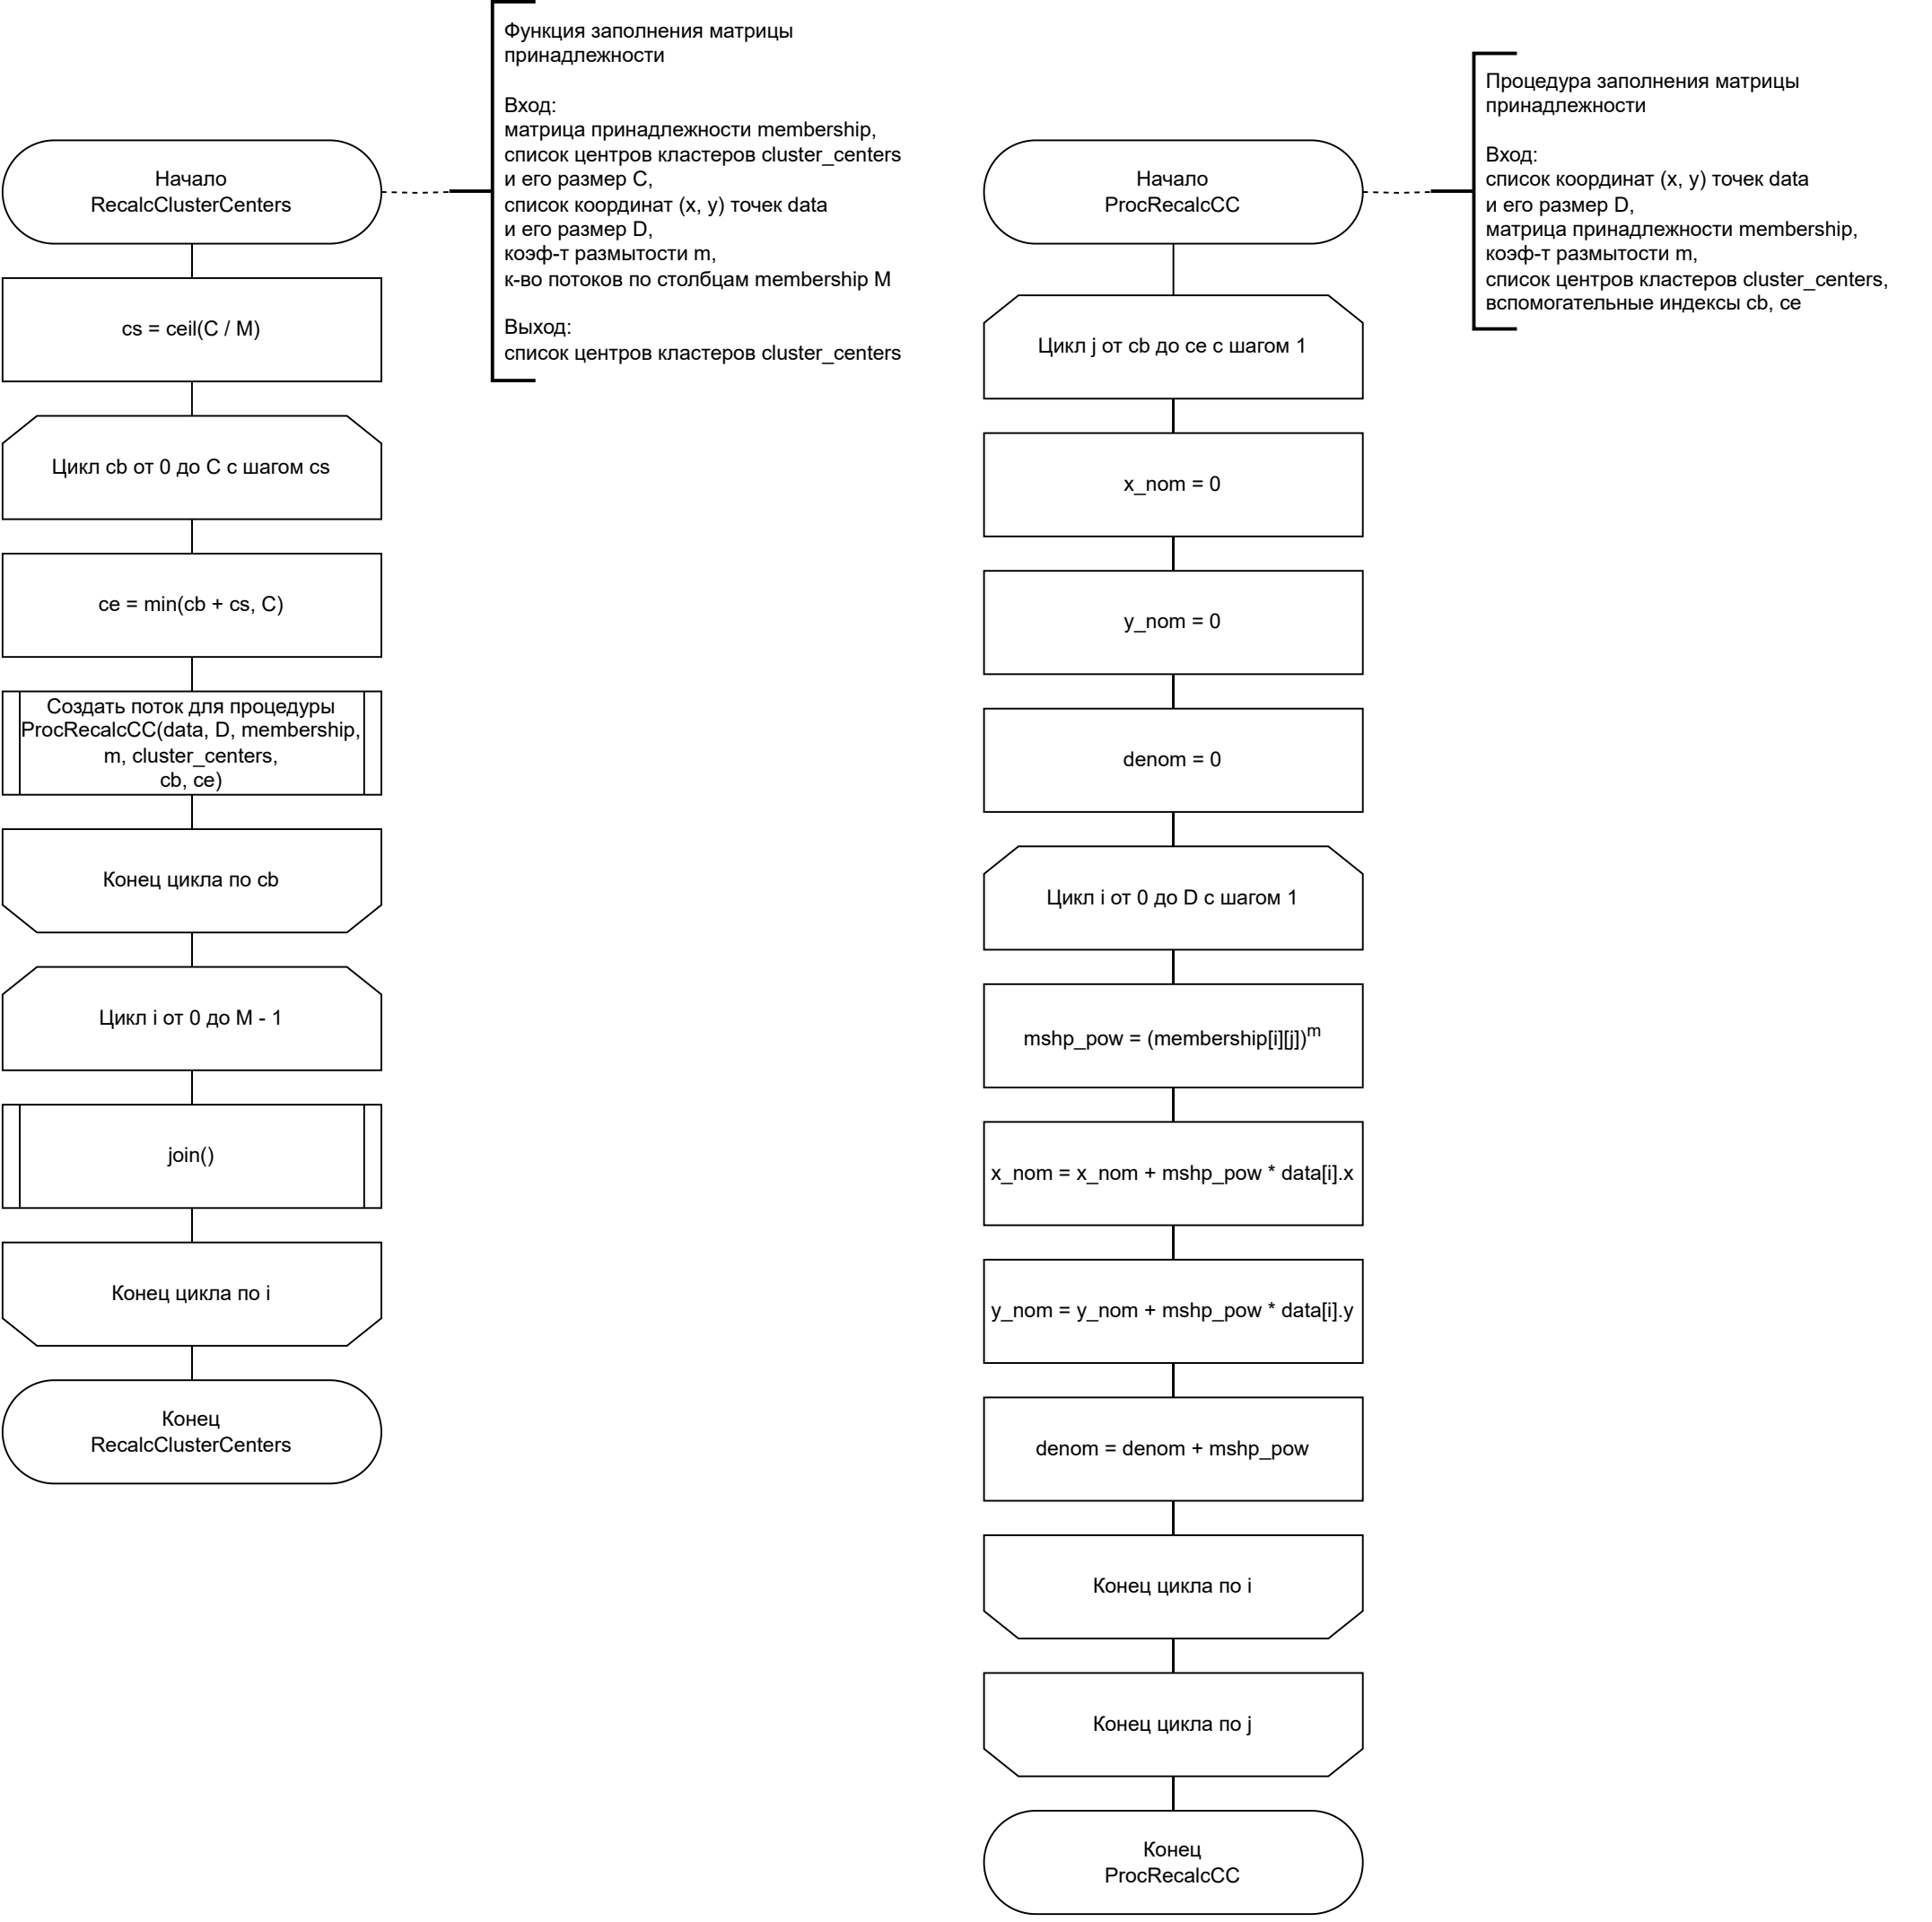 Начало
RecalcClusterCenters
Функция заполнения матрицы
принадлежности
Вход:
матрица принадлежности membership,
список центров кластеров cluster_centers
и его размер C,
список координат (x, y) точек data
и его размер D,
коэф-т размытости m,
к-во потоков по столбцам membership M
Выход:
список центров кластеров cluster_centers
cs = ceil(C / M)
Цикл cb от 0 до C с шагом cs
ce = min(cb + cs, C)
Создать поток для процедуры
ProcRecalcCC(data, D, membership,
m, cluster_centers,
cb, ce)
Конец цикла по cb
Цикл i от 0 до M - 1
join()
Конец цикла по i
Конец
RecalcClusterCenters
Начало
ProcRecalcCC
Процедура заполнения матрицы
принадлежности
Вход:
список координат (x, y) точек data
и его размер D,
матрица принадлежности membership,
коэф-т размытости m,
список центров кластеров cluster_centers,
вспомогательные индексы cb, ce
Цикл j от cb до ce с шагом 1
x_nom = 0
y_nom = 0
denom = 0
Цикл i от 0 до D с шагом 1
mshp_pow = (membership[i][j])^m
x_nom = x_nom + mshp_pow * data[i].x
y_nom = y_nom + mshp_pow * data[i].y
denom = denom + mshp_pow
Конец цикла по i
Конец цикла по j
Конец
ProcRecalcCC